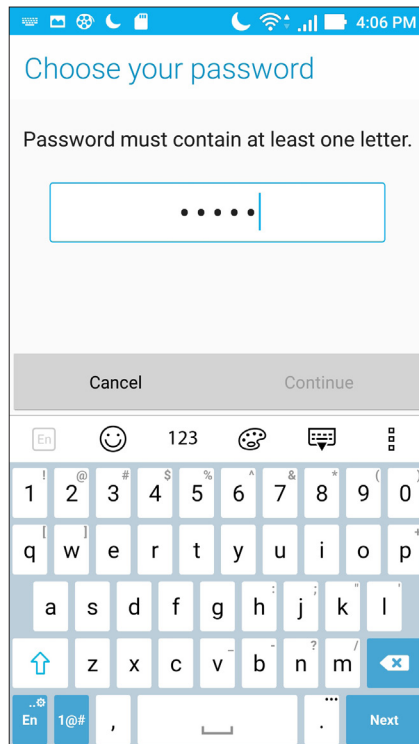 4:06 PM
Choose your password
Password must contain at least one letter.
•••••
Cancel Continue
En 123
! @ # $ % ^ & * ( )
1 2 3 4 5 6 7 8 9 0
[ ] +
q w e r t y u i o p
: ; " '
a s d f g h j k l
_ - ? /
z x c v b n m
..
En 1@# , . ... Next